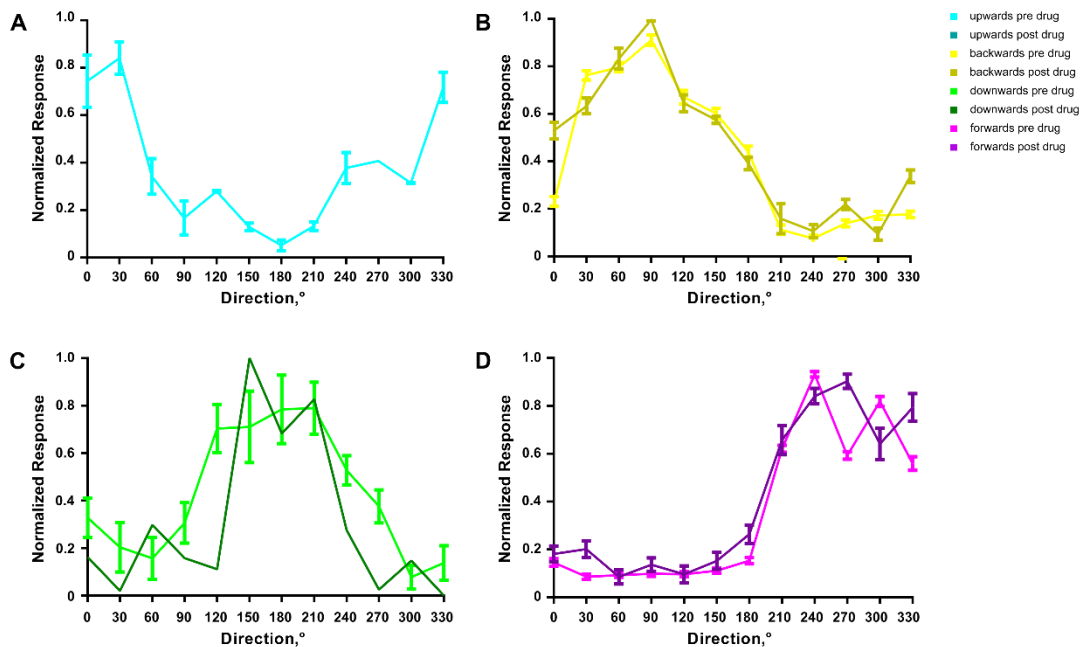 A
Normalized Response
1.0
0.8
0.6
0.4
0.2
0
0 30 60 90 120 150 180 210 240 270 300 330
Direction,°
B
Normalized Response
1.0
0.8
0.6
0.4
0.2
0
0 30 60 90 120 150 180 210 240 270 300 330
Direction,°
upwards pre drug
upwards post drug
backwards pre drug
backwards post drug
downwards pre drug
downwards post drug
forwards pre drug
forwards post drug
C
Normalized Response
1.0
0.8
0.6
0.4
0.2
0
0 30 60 90 120 150 180 210 240 270 300 330
Direction,°
D
Normalized Response
1.0
0.8
0.6
0.4
0.2
0
0 30 60 90 120 150 180 210 240 270 300 330
Direction,°